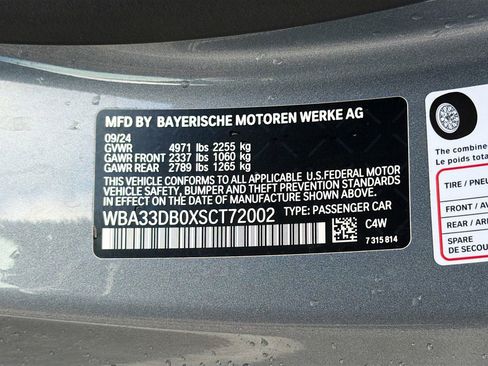 MFD BY BAYERISCHE MOTOREN WERKE AG
09/24
GVWR 4971 lbs 2255 kg
GAWR FRONT 2337 lbs 1060 kg
GAWR REAR 2789 lbs 1265 kg
THIS VEHICLE CONFORMS TO ALL APPLICABLE U.S.FEDERAL MOTOR
VEHICLE SAFETY, BUMPER AND THEFT PREVENTION STANDARDS
IN EFFECT ON THE DATE OF MANUFACTURE SHOWN ABOVE.
WBA33DB0XSCT72002 TYPE: PASSENGER CAR
C4W
7 315 814
The combine
Le poids tota
TIRE / PNEU
FRONT / AV
REAR / AR
SPARE
DE SECOU